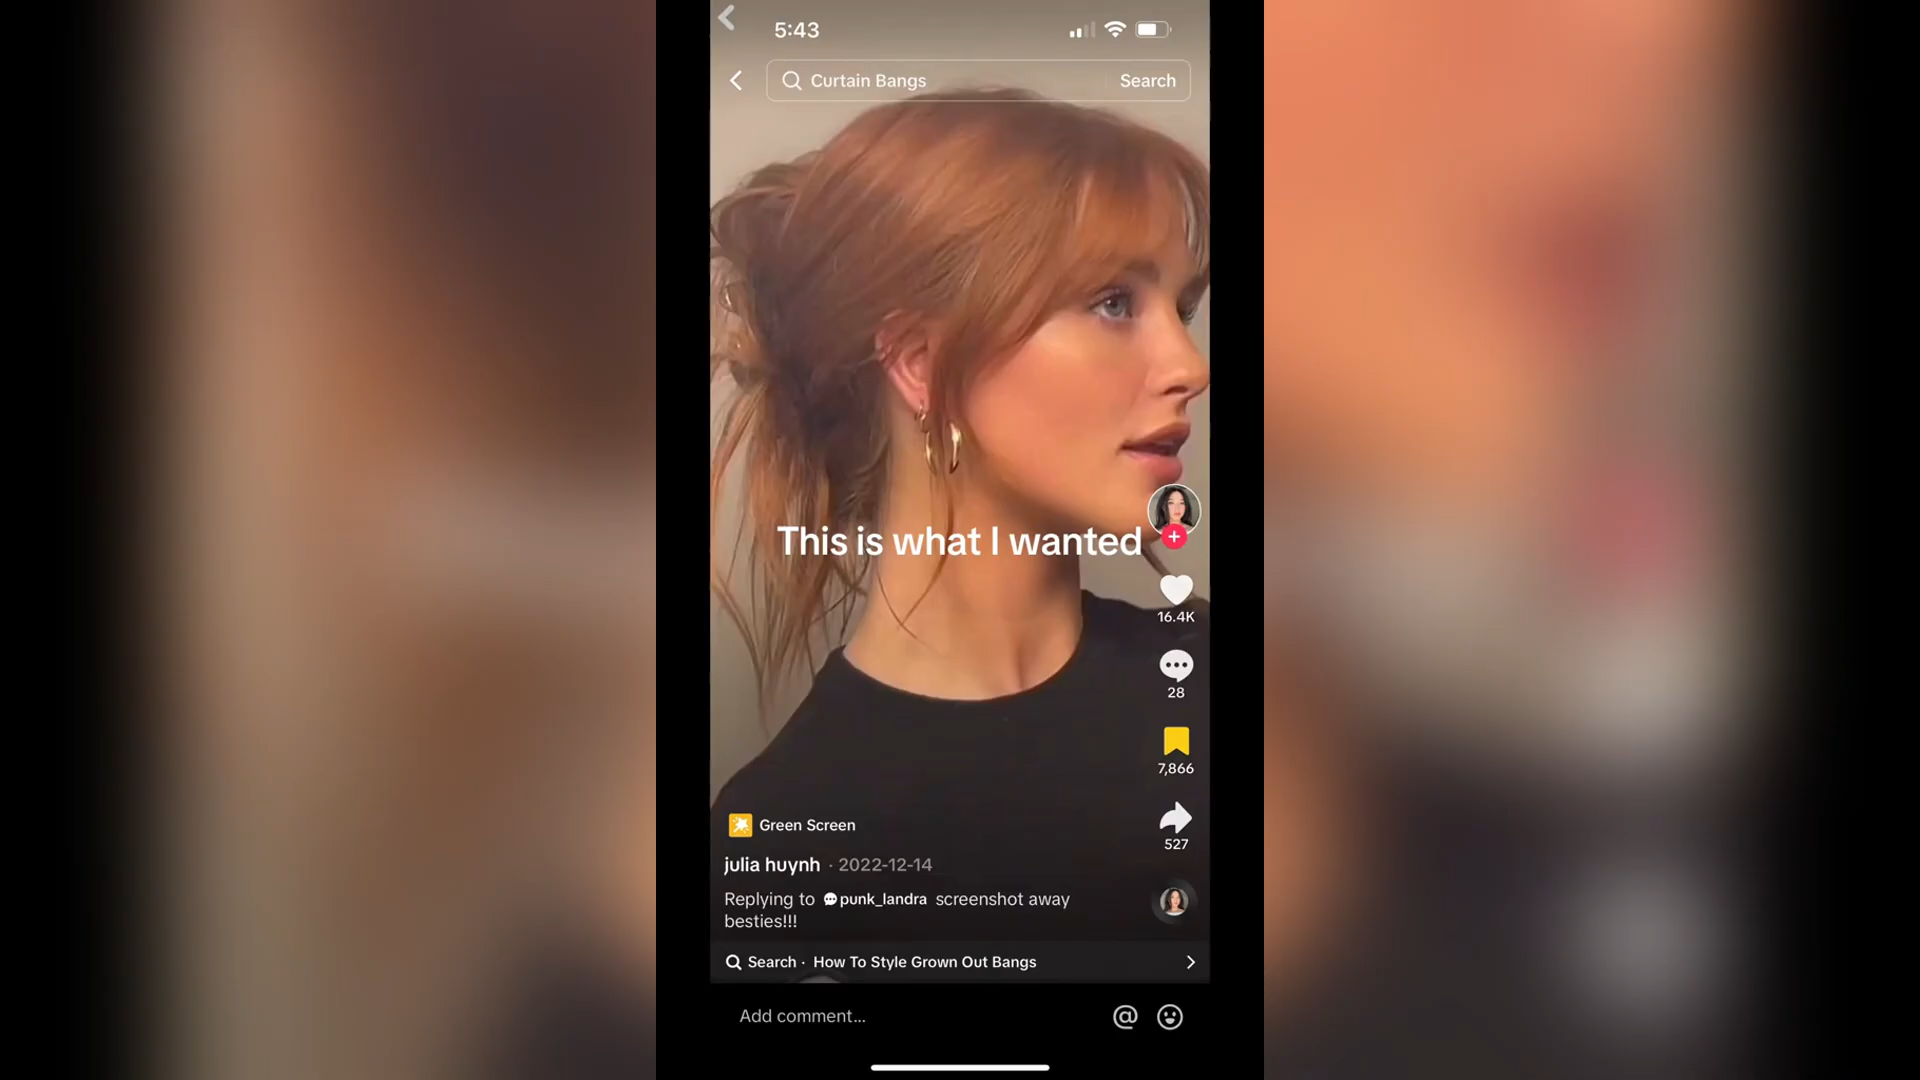 5:43
Curtain Bangs
Search
This is what I wanted
16.4K
28
7,866
527
Green Screen
julia huynh · 2022-12-14
Replying to punk_landra screenshot away
besties!!!
Search · How To Style Grown Out Bangs
Add comment...
@